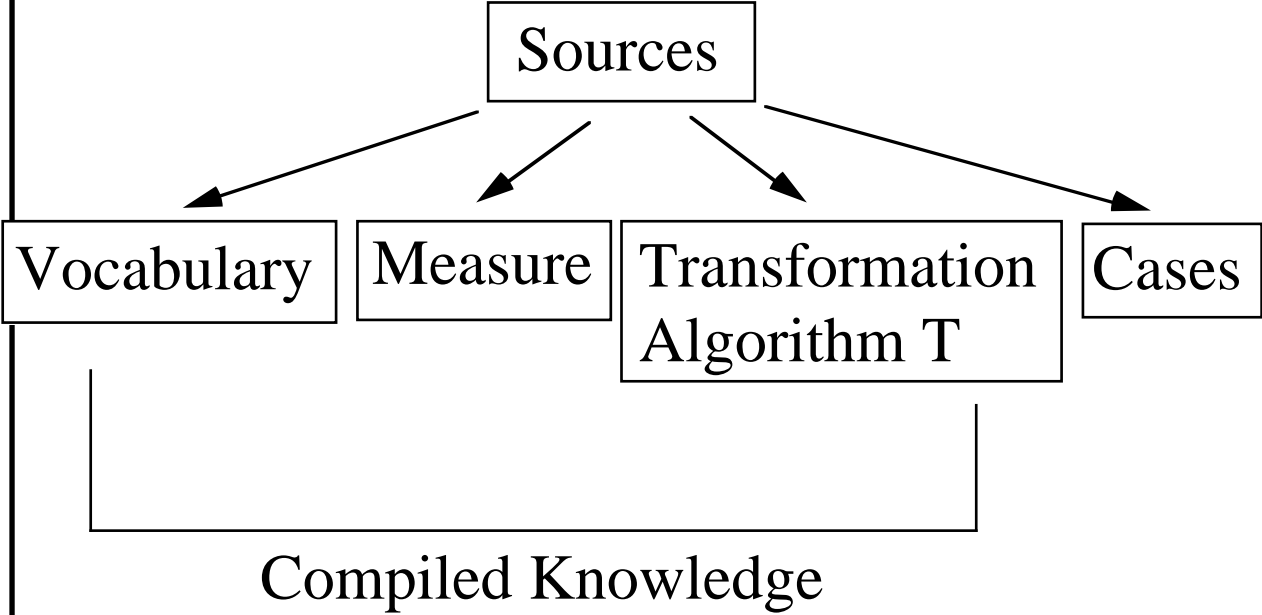 Sources
Vocabulary
Measure
Transformation
Algorithm T
Cases
Compiled Knowledge